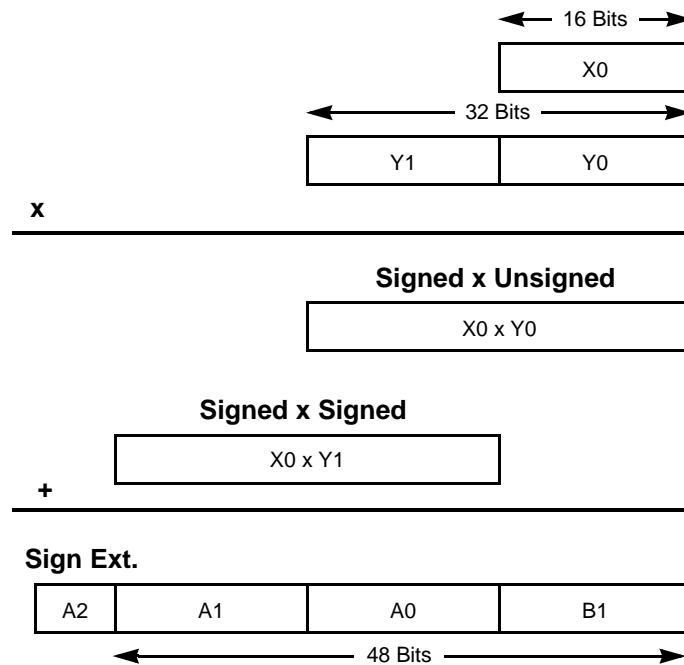 16 Bits
X0
32 Bits
Y1 Y0
x
Signed x Unsigned
X0 x Y0
Signed x Signed
X0 x Y1
+
Sign Ext.
A2 A1 A0 B1
48 Bits